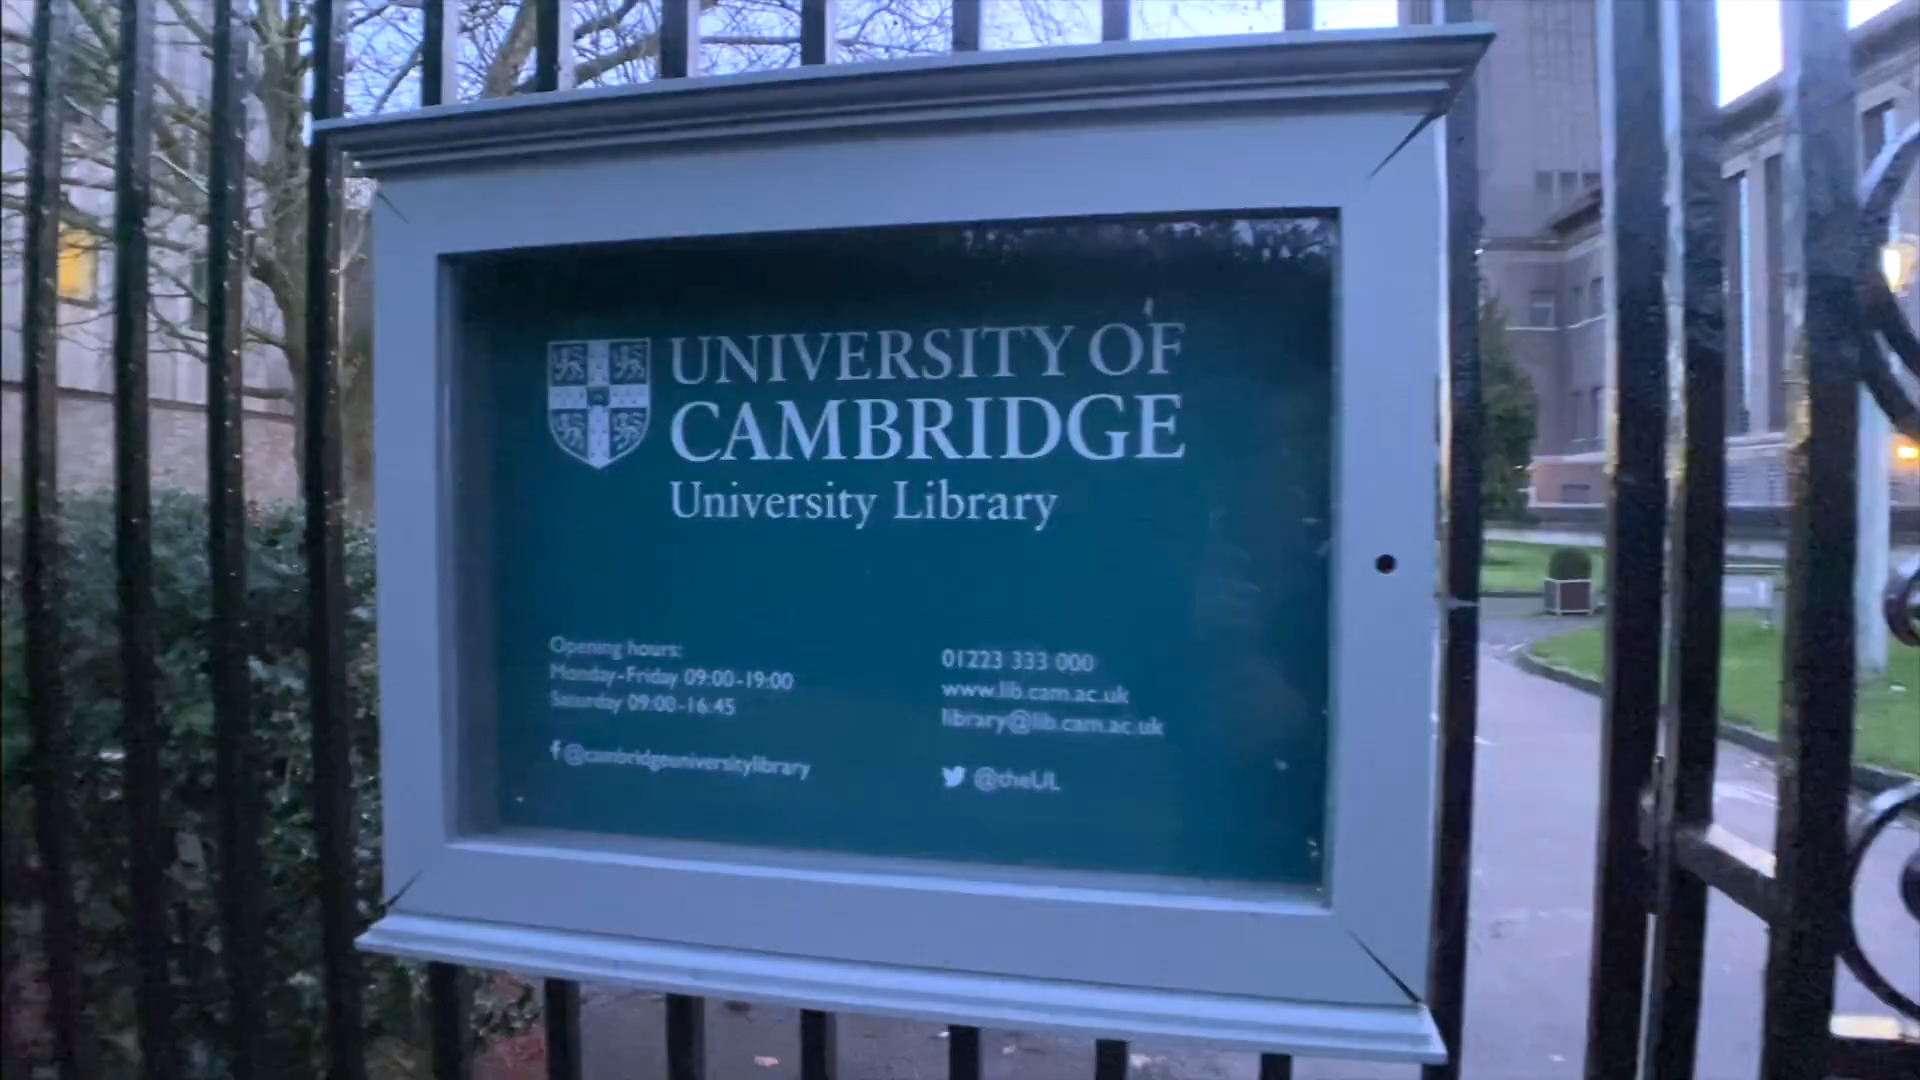 UNIVERSITY OF
CAMBRIDGE
University Library
Opening hours:
Monday-Friday 09:00-19:00
Saturday 09:00-16:45
f @cambridgeuniversitylibrary
01223 333 000
www.lib.cam.ac.uk
library@lib.cam.ac.uk
@theUL